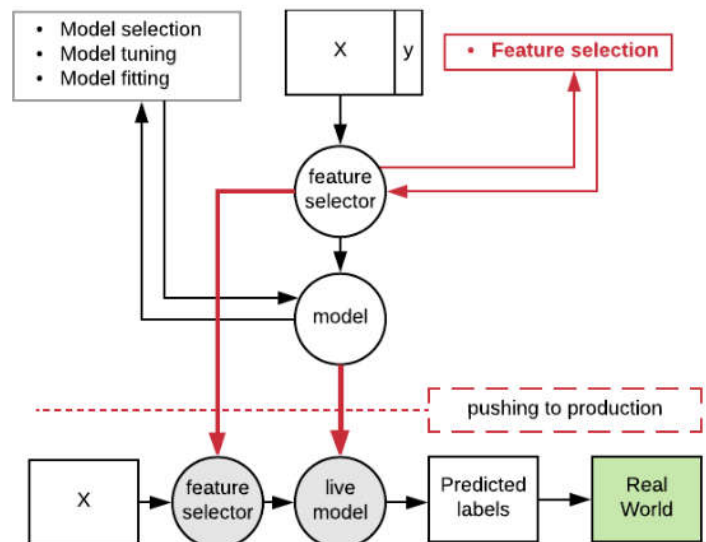 • Model selection
• Model tuning
• Model fitting
X
y
• Feature selection
feature
selector
model
pushing to production
X
feature
selector
live
model
Predicted
labels
Real
World